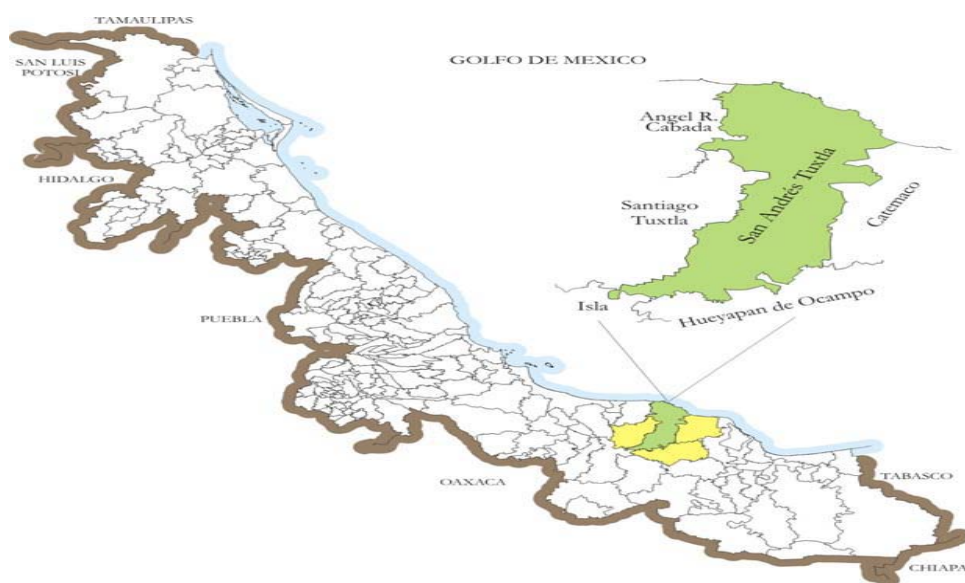 TAMAULIPAS
SAN LUIS
POTOSI
GOLFO DE MEXICO
Angel R.
Cabada
HIDALGO
San Andrés Tuxtla
Santiago
Tuxtla
Catemaco
Isla
Hueyapan de Ocampo
PUEBLA
OAXACA
TABASCO
CHIAPA